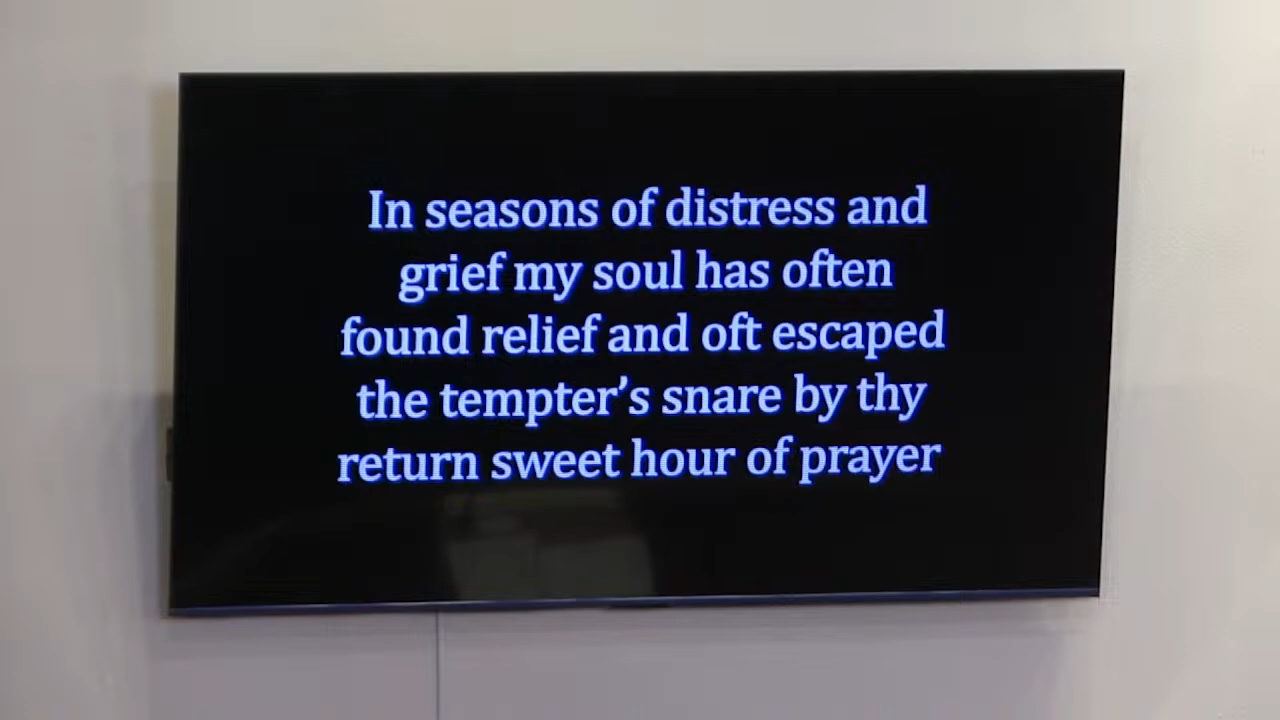 In seasons of distress and
grief my soul has often
found relief and oft escaped
the tempter’s snare by thy
return sweet hour of prayer